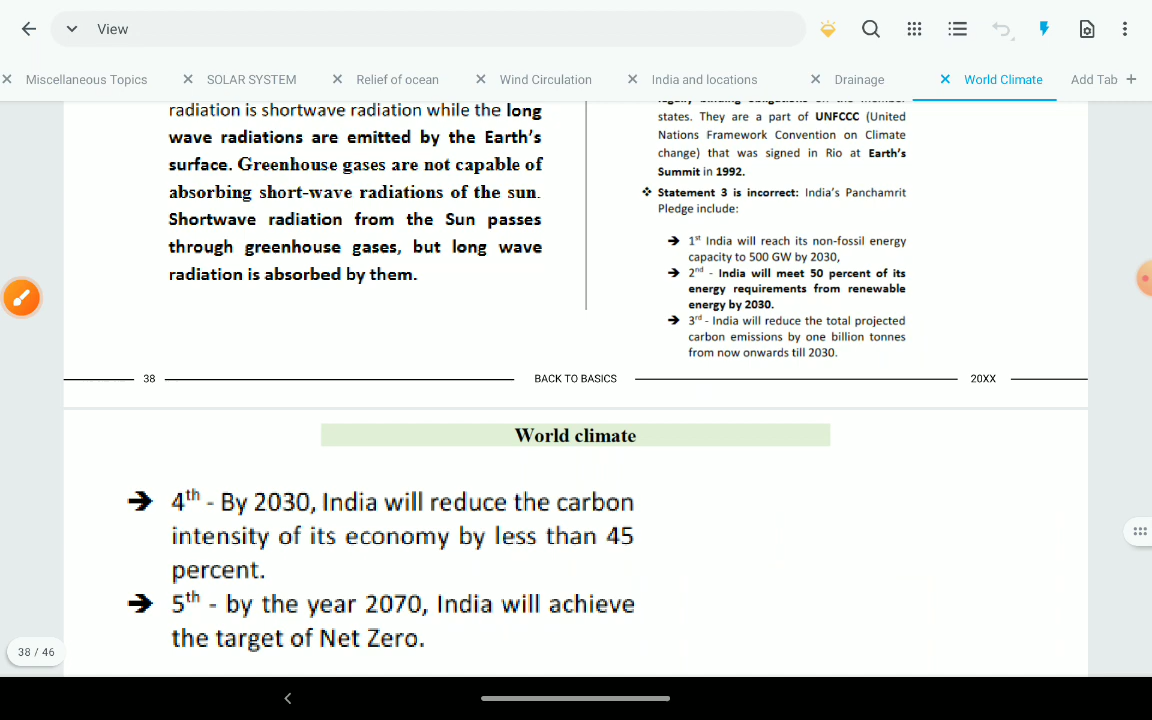 View
Miscellaneous Topics
SOLAR SYSTEM
Relief of ocean
Wind Circulation
India and locations
Drainage
World Climate
Add Tab
radiation is shortwave radiation while the long
wave radiations are emitted by the Earth's
surface. Greenhouse gases are not capable of
absorbing short-wave radiations of the sun.
Shortwave radiation from the Sun passes
through greenhouse gases, but long wave
radiation is absorbed by them.
states. They are a part of UNFCCC (United
Nations Framework Convention on Climate
change) that was signed in Rio at Earth's
Summit in 1992.
❖ Statement 3 is incorrect: India's Panchamrit
Pledge include:
➔ 1st India will reach its non-fossil energy
capacity to 500 GW by 2030,
➔ 2nd - India will meet 50 percent of its
energy requirements from renewable
energy by 2030.
➔ 3rd - India will reduce the total projected
carbon emissions by one billion tonnes
from now onwards till 2030.
38
BACK TO BASICS
20XX
World climate
➔ 4th - By 2030, India will reduce the carbon
intensity of its economy by less than 45
percent.
➔ 5th - by the year 2070, India will achieve
the target of Net Zero.
38 / 46